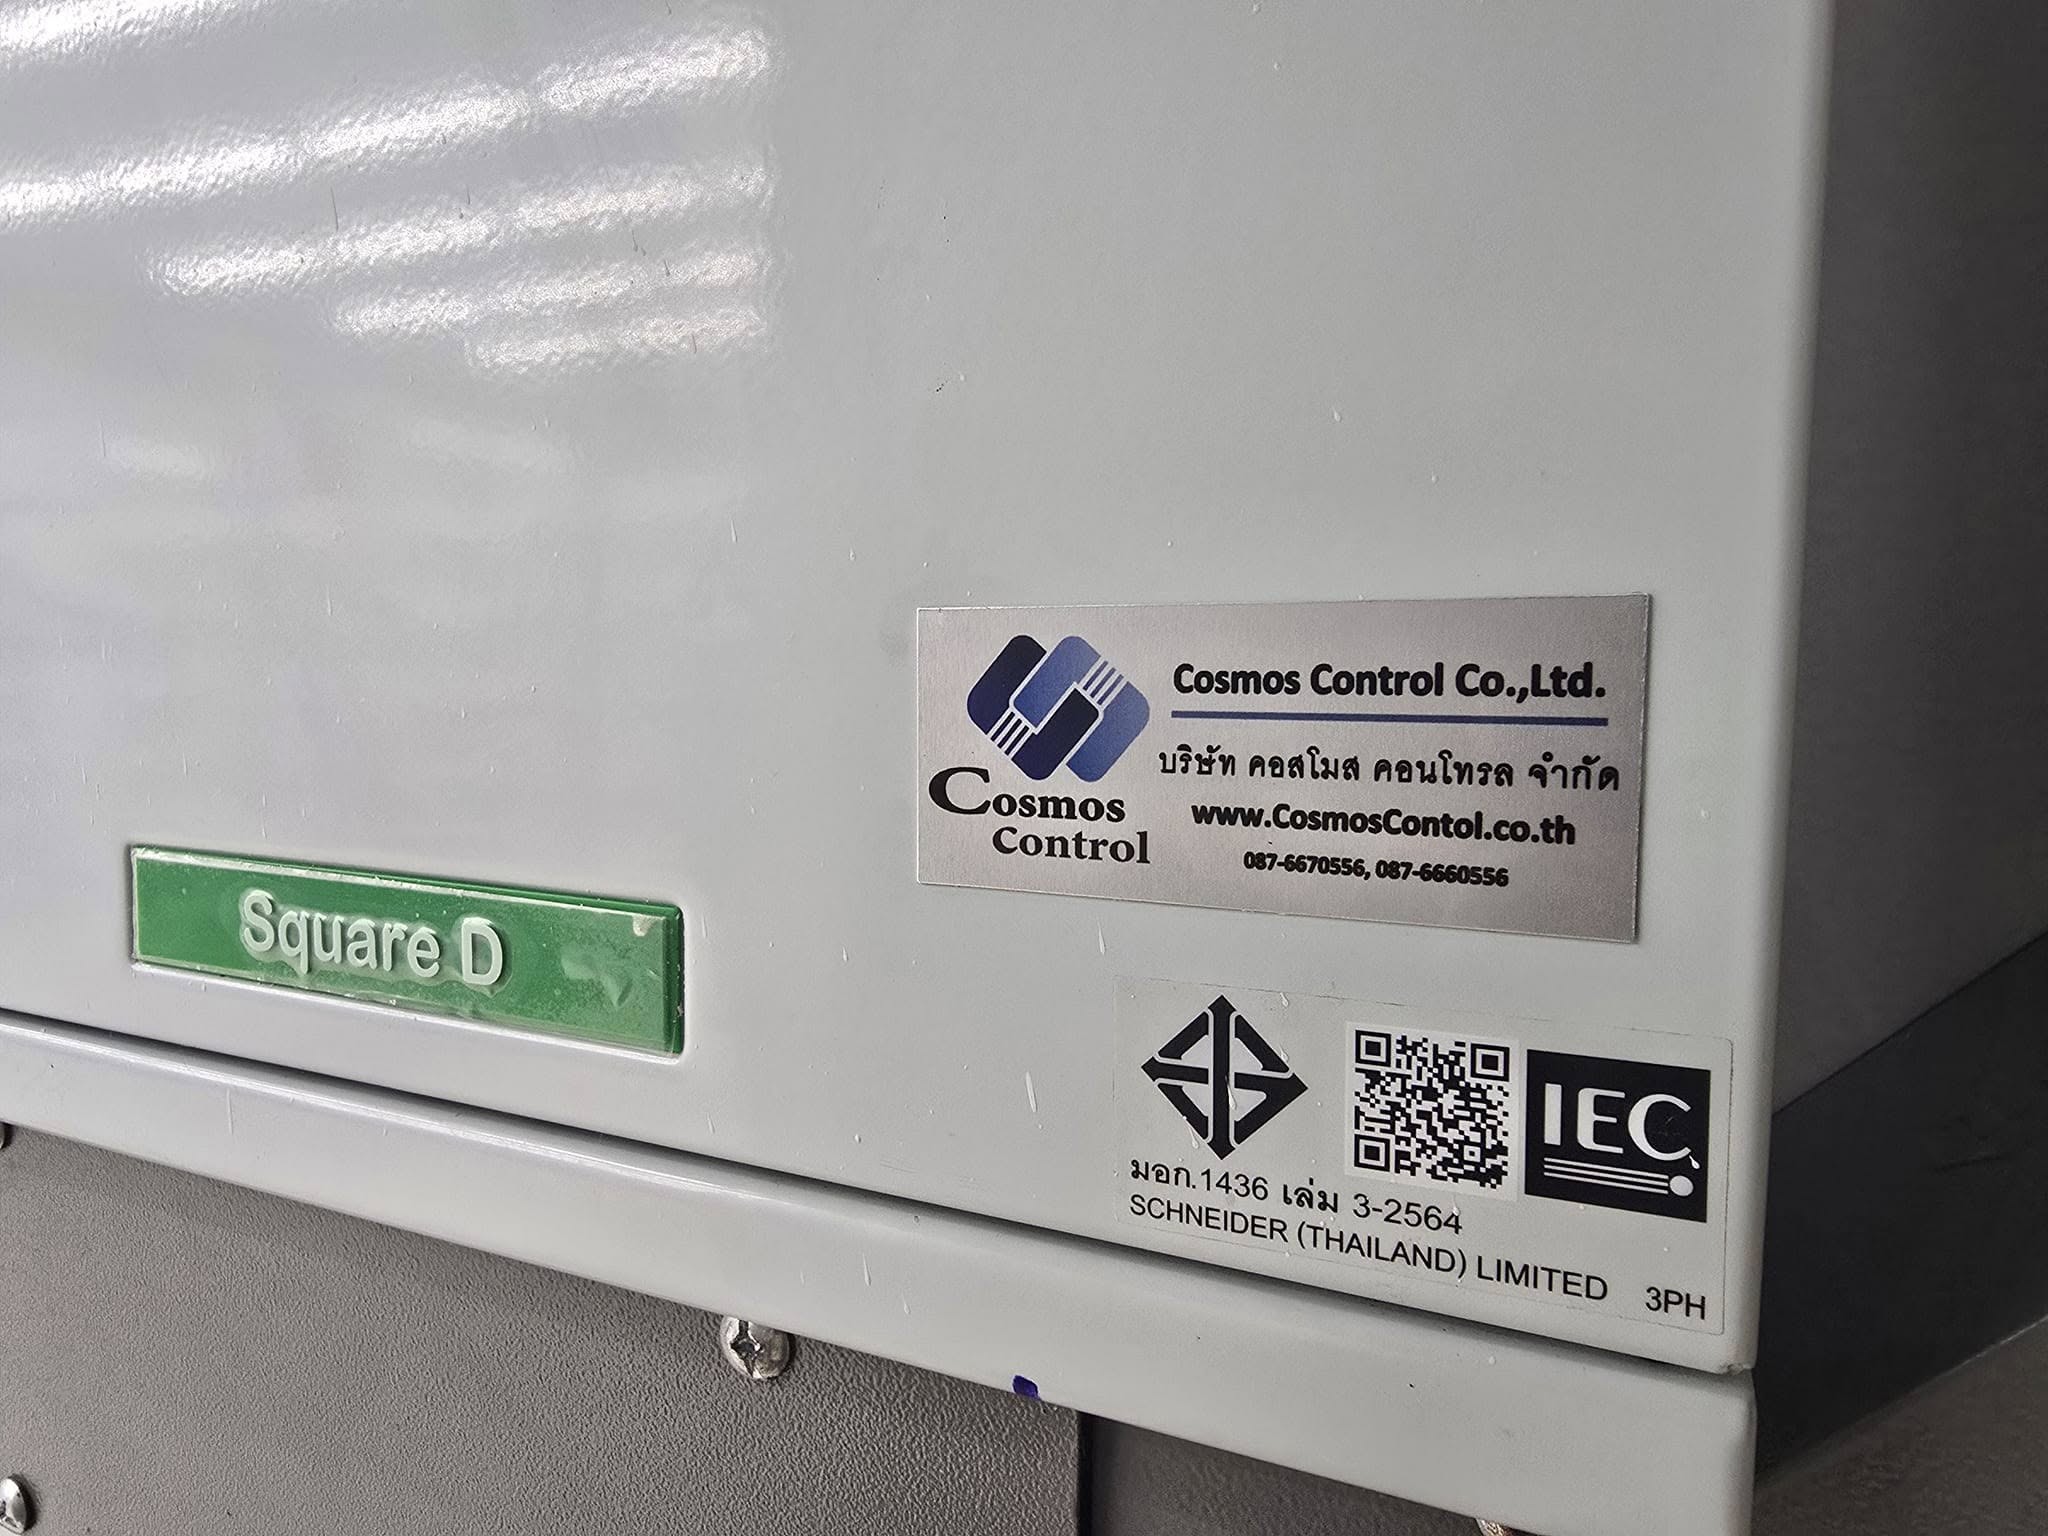 Cosmos Control Co.,Ltd.
บริษัท คอสโมส คอนโทรล จำกัด
www.CosmosContol.co.th
087-6670556, 087-6660556
Cosmos
Control
Square D
IEC
มอก.1436 เล่ม 3-2564
SCHNEIDER (THAILAND) LIMITED 3PH